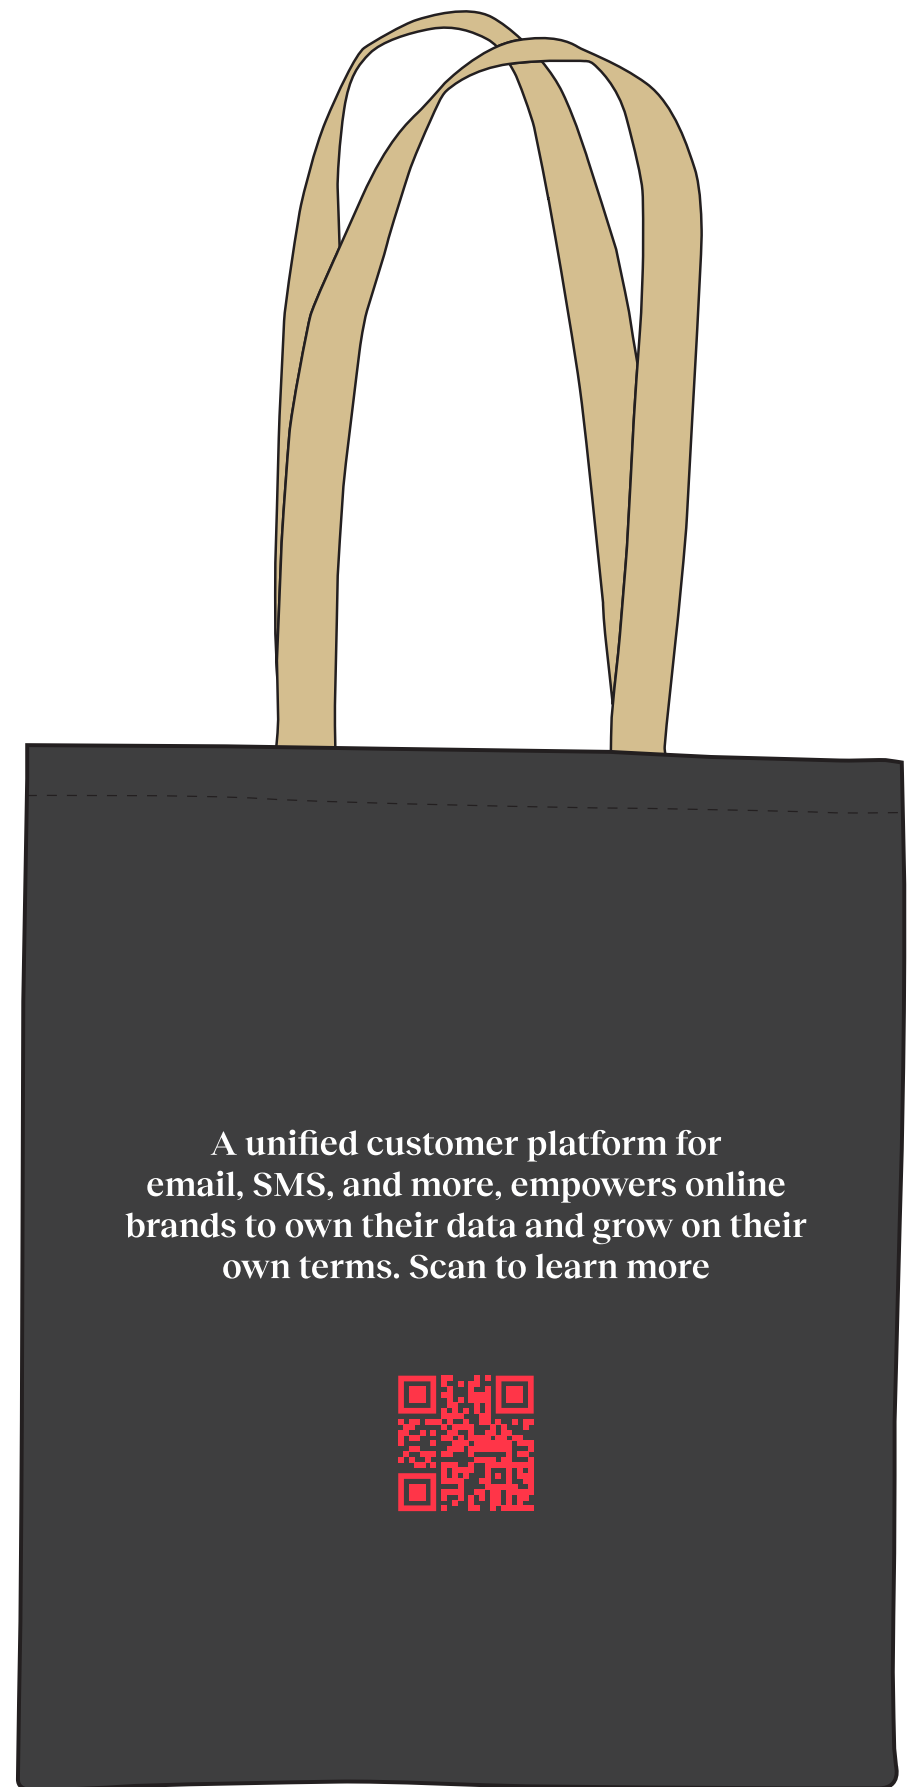 A unified customer platform for
email, SMS, and more, empowers online
brands to own their data and grow on their
own terms. Scan to learn more